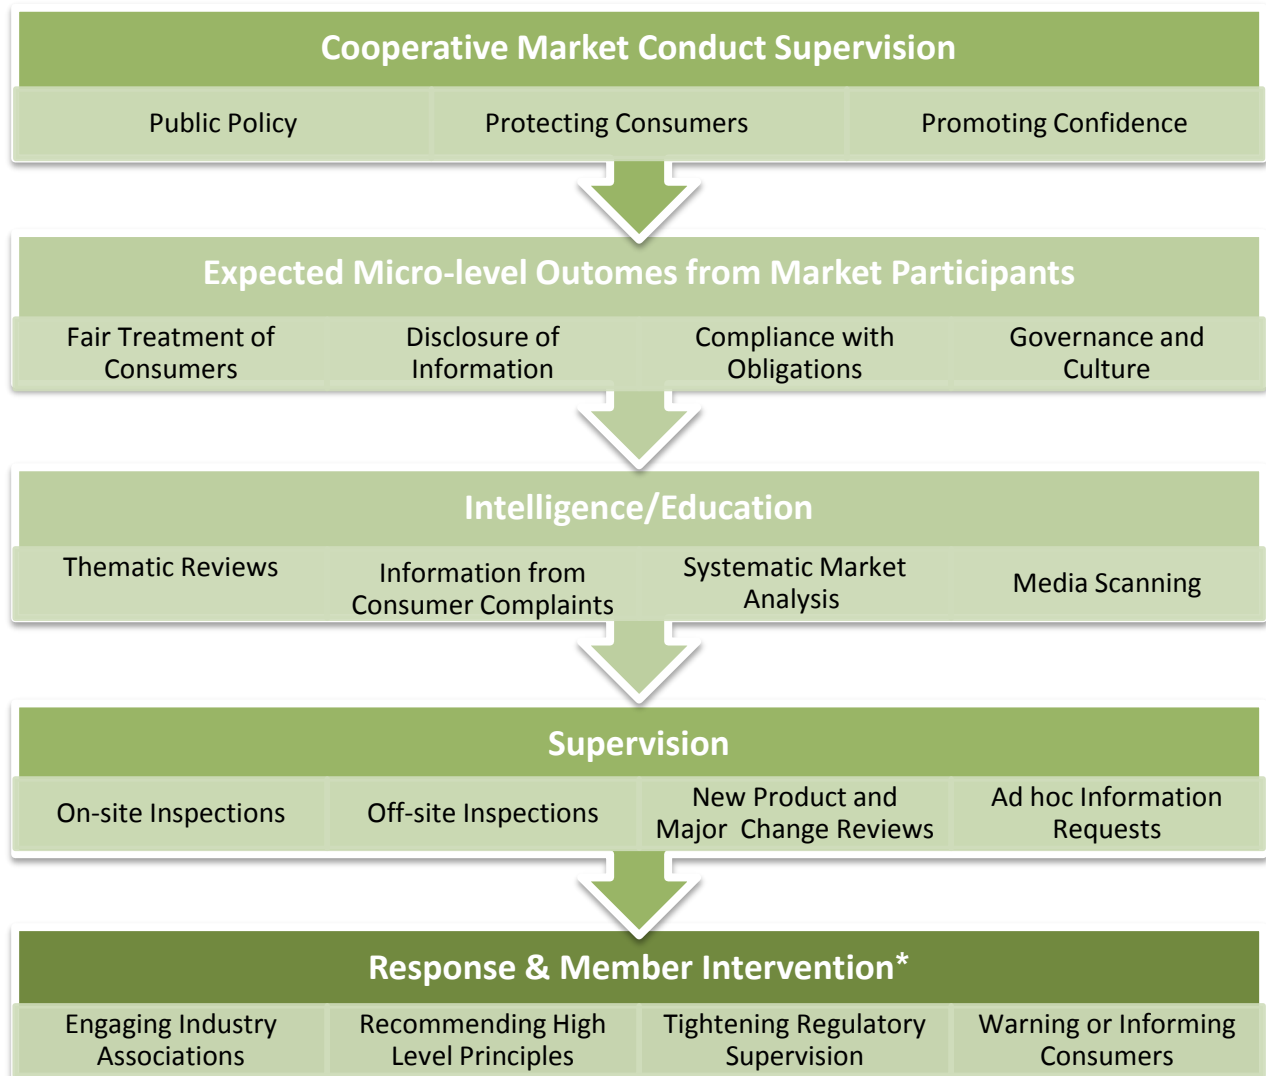 Cooperative Market Conduct Supervision
Public Policy
Protecting Consumers
Promoting Confidence
Expected Micro-level Outomes from Market Participants
Fair Treatment of
Consumers
Disclosure of
Information
Compliance with
Obligations
Governance and
Culture
Intelligence/Education
Thematic Reviews
Information from
Consumer Complaints
Systematic Market
Analysis
Media Scanning
Supervision
On-site Inspections
Off-site Inspections
New Product and
Major Change Reviews
Ad hoc Information
Requests
Response & Member Intervention*
Engaging Industry
Associations
Recommending High
Level Principles
Tightening Regulatory
Supervision
Warning or Informing
Consumers